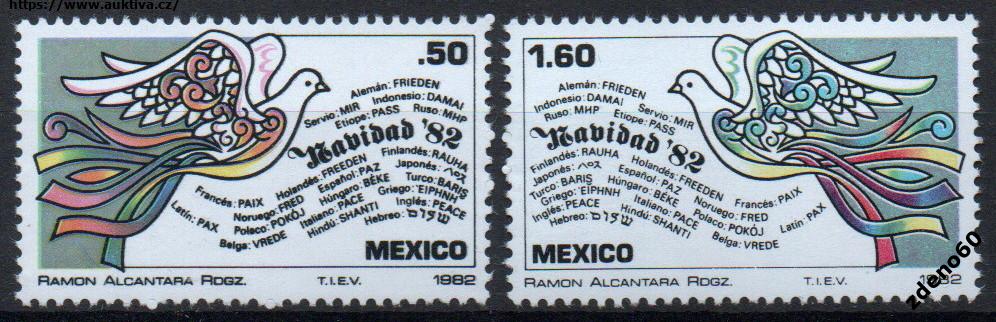 https://www.auktiva.cz/
.50
Alemán: FRIEDEN
Servio: MIR Indonesio: DAMAI
Etiope: PASS Ruso: MHP
Navidad '82
Holandés: FREEDEN Finlandés: RAUHA
Francés: PAIX Español: PAZ Japonés:
Noruego: FRED Húngaro: BÉKE Turco: BARIŞ
Latín: PAX Polaco: POKÓJ Italiano: PACE Griego: 'EIPHNH
Belga: VREDE Hindú: SHANTI Inglés: PEACE
Hebreo: שלום
MEXICO
RAMON ALCANTARA RDGZ. T.I.E.V. 1982
1.60
Alemán: FRIEDEN
Indonesio: DAMAI Servio: MIR
Ruso: MHP Etiope: PASS
Navidad '82
Finlandés: RAUHA Holandés: FREEDEN
Japonés: Español: PAZ Francés: PAIX
Turco: BARIŞ Húngaro: BÉKE Noruego: FRED
Griego: 'EIPHNH Italiano: PACE Polaco: POKÓJ Latín: PAX
Inglés: PEACE Hindú: SHANTI Belga: VREDE
Hebreo: שלום
MEXICO
RAMON ALCANTARA RDGZ. T.I.E.V. 1982
zdeno60